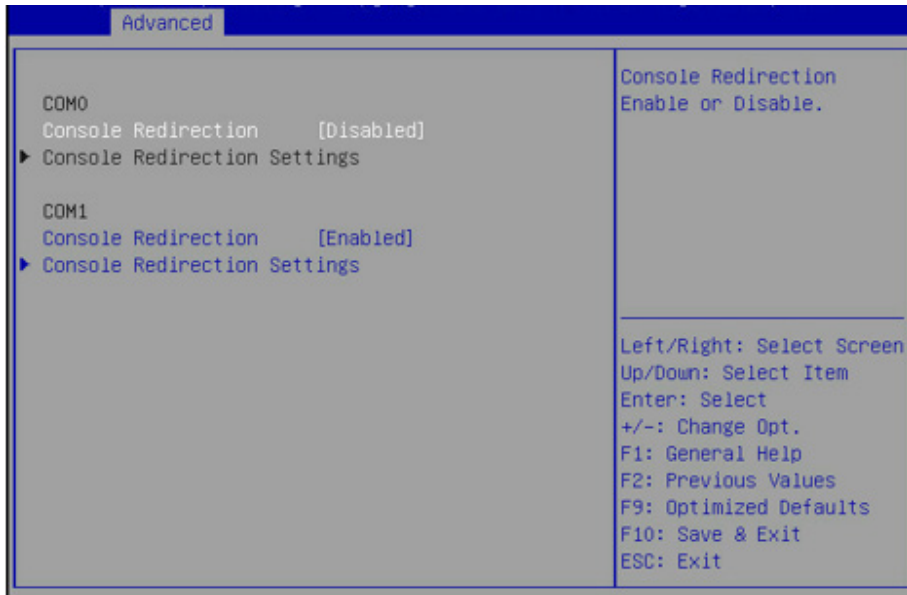 Advanced
COM0
Console Redirection [Disabled]
Console Redirection Settings
COM1
Console Redirection [Enabled]
Console Redirection Settings
Console Redirection
Enable or Disable.
Left/Right: Select Screen
Up/Down: Select Item
Enter: Select
+/-: Change Opt.
F1: General Help
F2: Previous Values
F9: Optimized Defaults
F10: Save & Exit
ESC: Exit